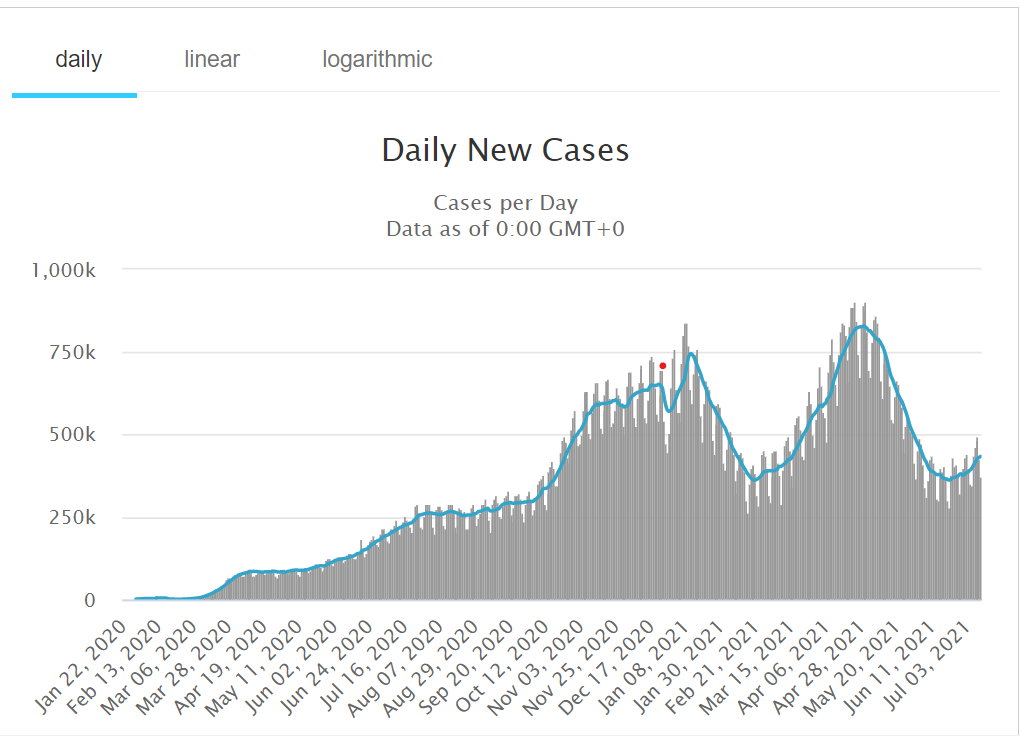 daily linear logarithmic
Daily New Cases
Cases per Day
Data as of 0:00 GMT+0
1,000k
750k
500k
250k
0
Jan 22, 2020
Feb 13, 2020
Mar 06, 2020
Mar 28, 2020
Apr 19, 2020
May 11, 2020
Jun 02, 2020
Jun 24, 2020
Jul 16, 2020
Aug 07, 2020
Aug 29, 2020
Sep 20, 2020
Oct 12, 2020
Nov 03, 2020
Nov 25, 2020
Dec 17, 2020
Jan 08, 2021
Jan 30, 2021
Feb 21, 2021
Mar 15, 2021
Apr 06, 2021
Apr 28, 2021
May 20, 2021
Jun 11, 2021
Jul 03, 2021